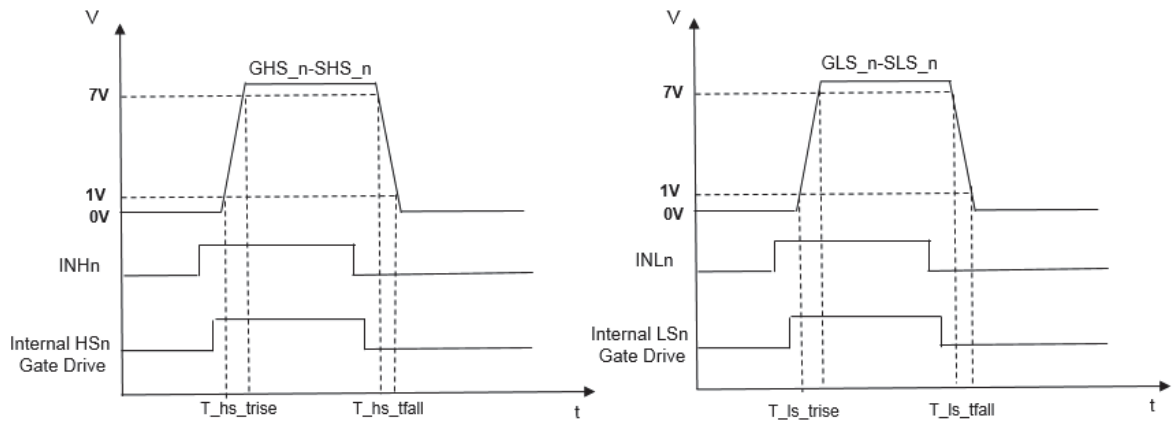 V
GHS_n-SHS_n
7V
1V
0V
INHn
Internal HSn
Gate Drive
T_hs_trise
T_hs_tfall
t
V
GLS_n-SLS_n
7V
1V
0V
INLn
Internal LSn
Gate Drive
T_ls_trise
T_ls_tfall
t